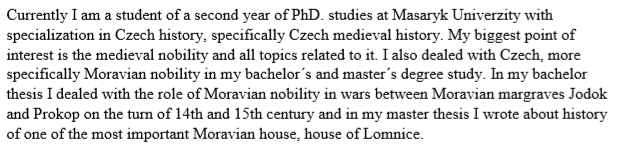 Currently I am a student of a second year of PhD. studies at Masaryk Univerzity with
specialization in Czech history, specifically Czech medieval history. My biggest point of
interest is the medieval nobility and all topics related to it. I also dealed with Czech, more
specifically Moravian nobility in my bachelor´s and master´s degree study. In my bachelor
thesis I dealed with the role of Moravian nobility in wars between Moravian margraves Jodok
and Prokop on the turn of 14th and 15th century and in my master thesis I wrote about history
of one of the most important Moravian house, house of Lomnice.